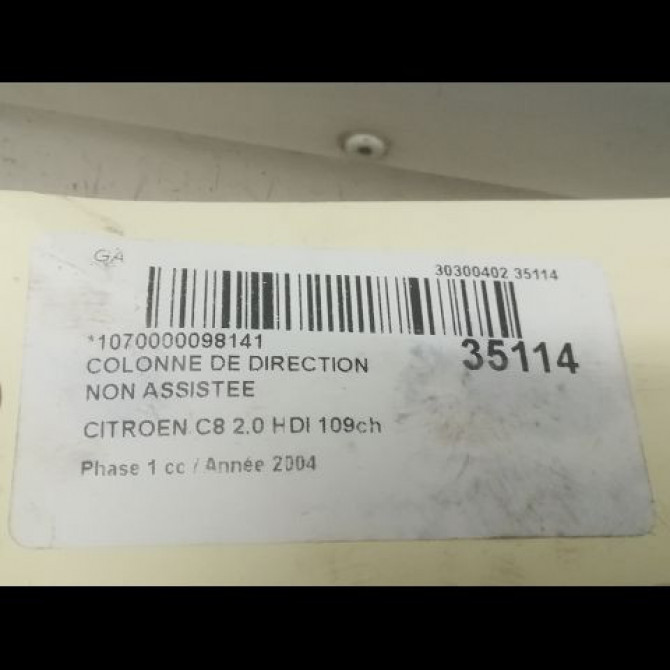 GA
30300402 35114
*1070000098141
35114
COLONNE DE DIRECTION
NON ASSISTEE
CITROEN C8 2.0 HDI 109ch
Phase 1 cc / Année 2004